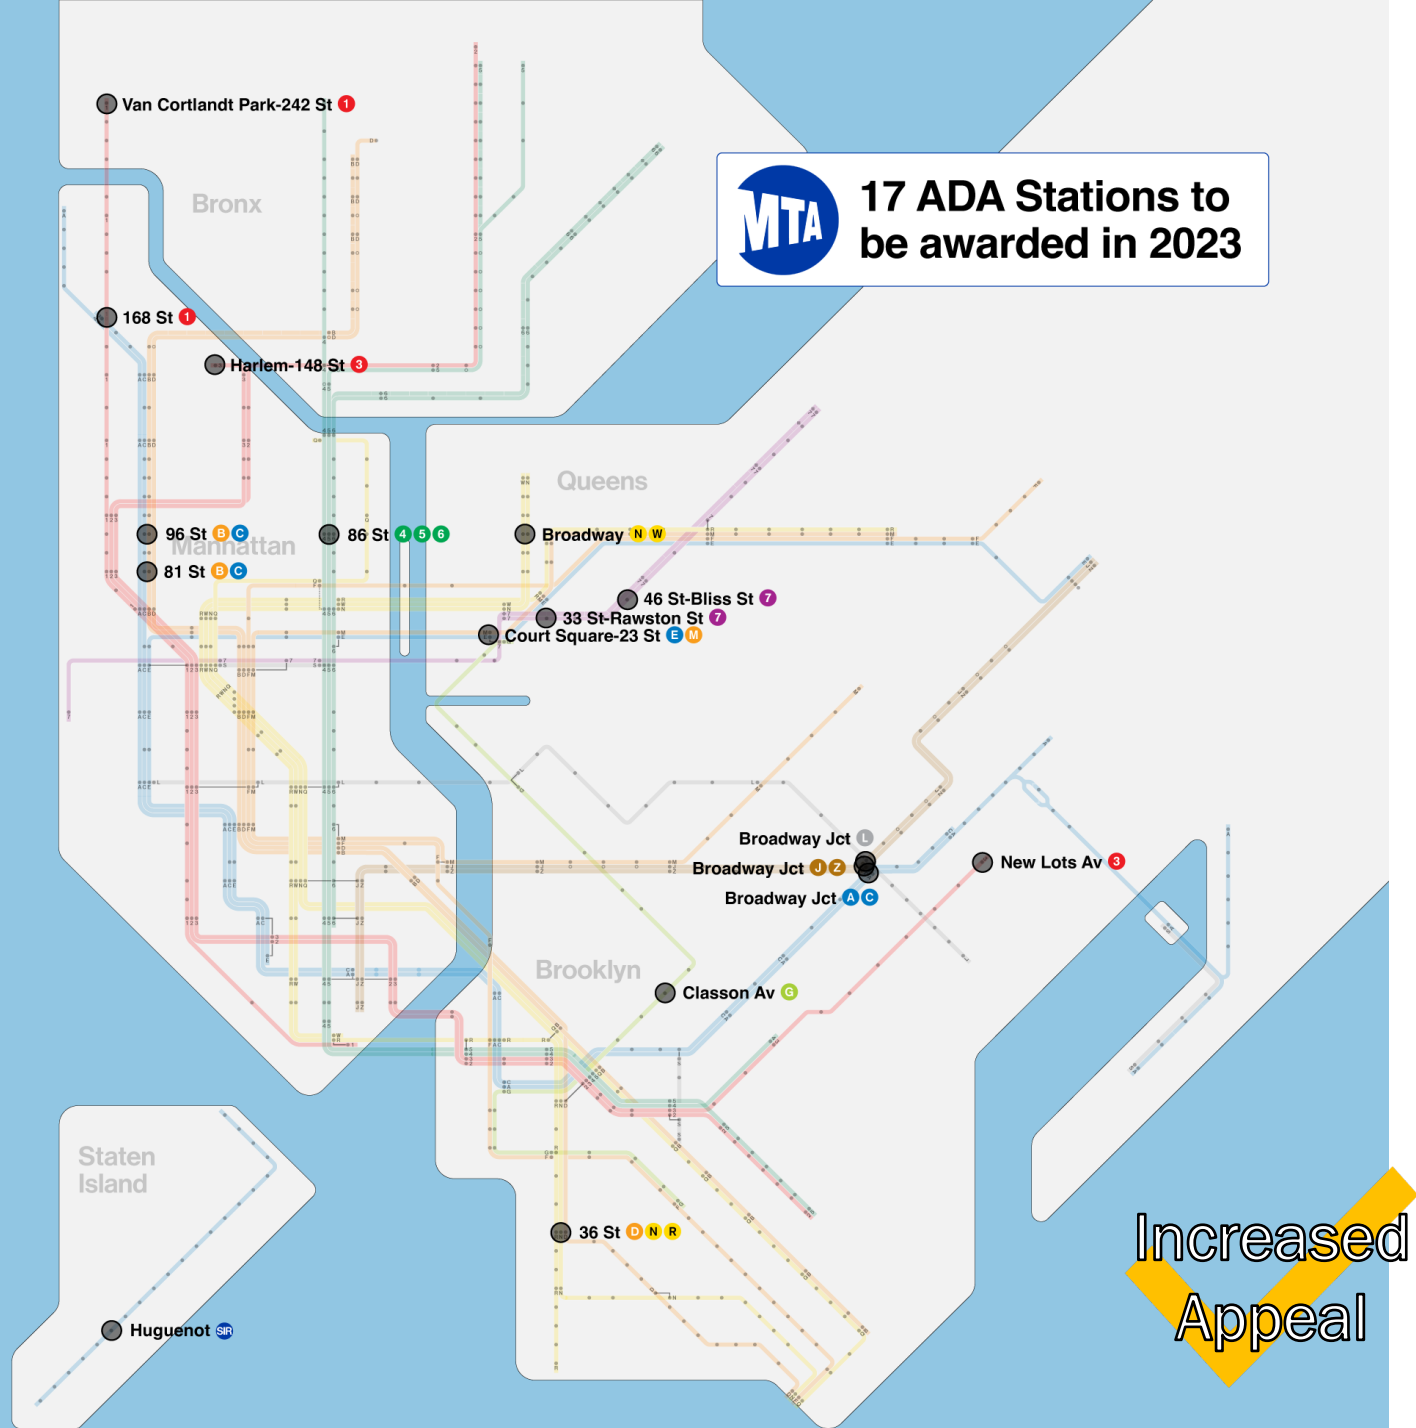 Van Cortlandt Park-242 St 1
MTA
17 ADA Stations to
be awarded in 2023
Bronx
168 St 1
Harlem-148 St 3
Queens
96 St B C
86 St 4 5 6
Broadway N W
Manhattan
81 St B C
46 St-Bliss St 7
33 St-Rawston St 7
Court Square-23 St E M
Broadway Jct L
Broadway Jct J Z
New Lots Av 3
Broadway Jct A C
Brooklyn
Classon Av G
Staten
Island
36 St D N R
Increased
Appeal
Huguenot SIR